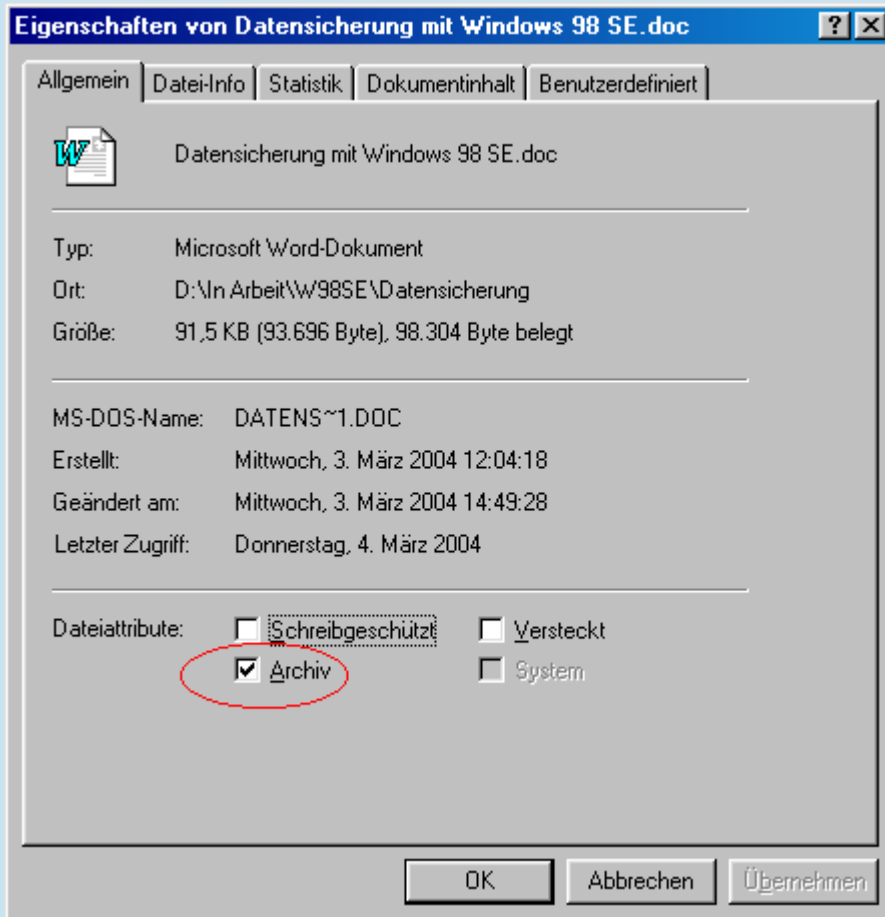 Eigenschaften von Datensicherung mit Windows 98 SE.doc
Allgemein Datei-Info Statistik Dokumentinhalt Benutzerdefiniert
Datensicherung mit Windows 98 SE.doc
Typ: Microsoft Word-Dokument
Ort: D:\In Arbeit\W98SE\Datensicherung
Größe: 91,5 KB (93.696 Byte), 98.304 Byte belegt
MS-DOS-Name: DATENS~1.DOC
Erstellt: Mittwoch, 3. März 2004 12:04:18
Geändert am: Mittwoch, 3. März 2004 14:49:28
Letzter Zugriff: Donnerstag, 4. März 2004
Dateiattribute: Schreibgeschützt Versteckt
Archiv System
OK Abbrechen Übernehmen